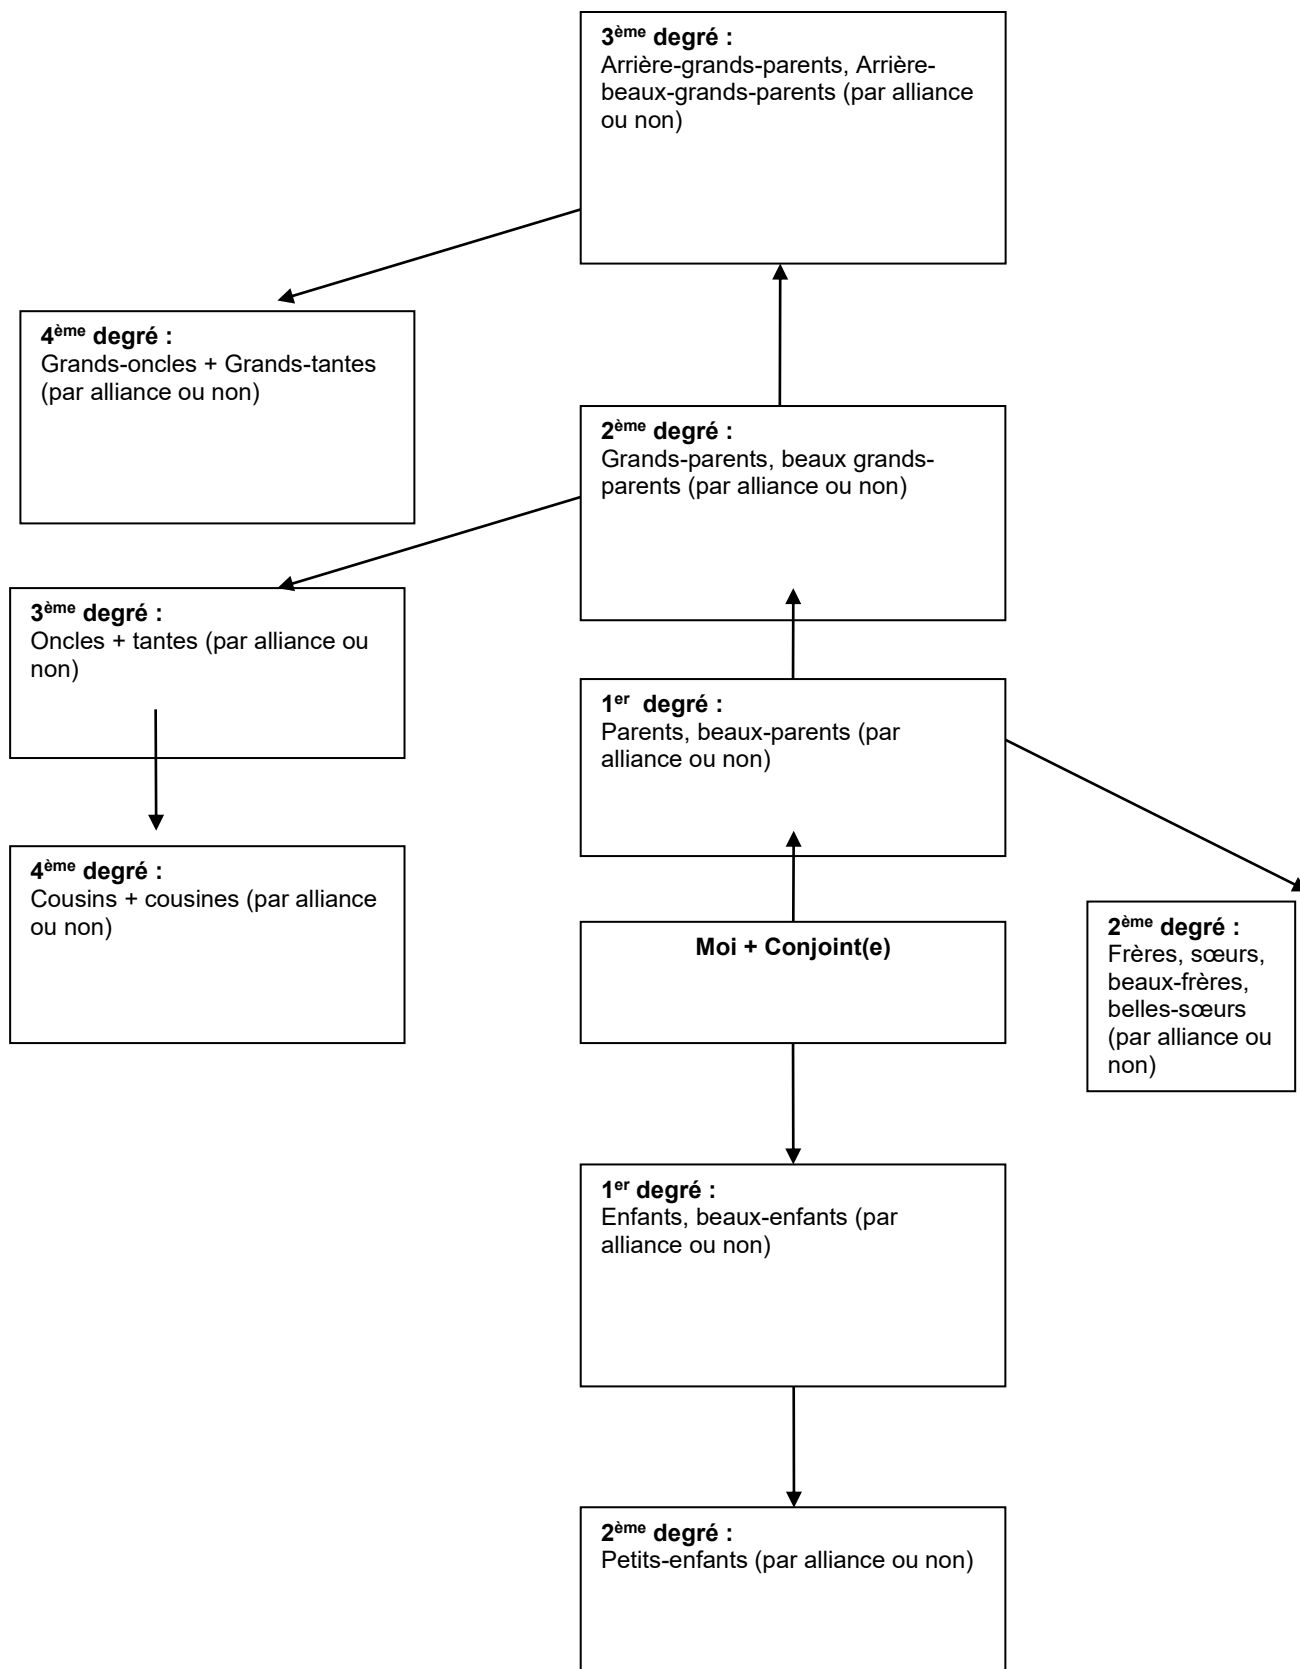 3ème degré :
Arrière-grands-parents, Arrière-
beaux-grands-parents (par alliance
ou non)
4ème degré :
Grands-oncles + Grands-tantes
(par alliance ou non)
2ème degré :
Grands-parents, beaux grands-
parents (par alliance ou non)
3ème degré :
Oncles + tantes (par alliance ou
non)
1er  degré :
Parents, beaux-parents (par
alliance ou non)
4ème degré :
Cousins + cousines (par alliance
ou non)
Moi + Conjoint(e)
2ème degré :
Frères, sœurs,
beaux-frères,
belles-sœurs
(par alliance ou
non)
1er degré :
Enfants, beaux-enfants (par
alliance ou non)
2ème degré :
Petits-enfants (par alliance ou non)